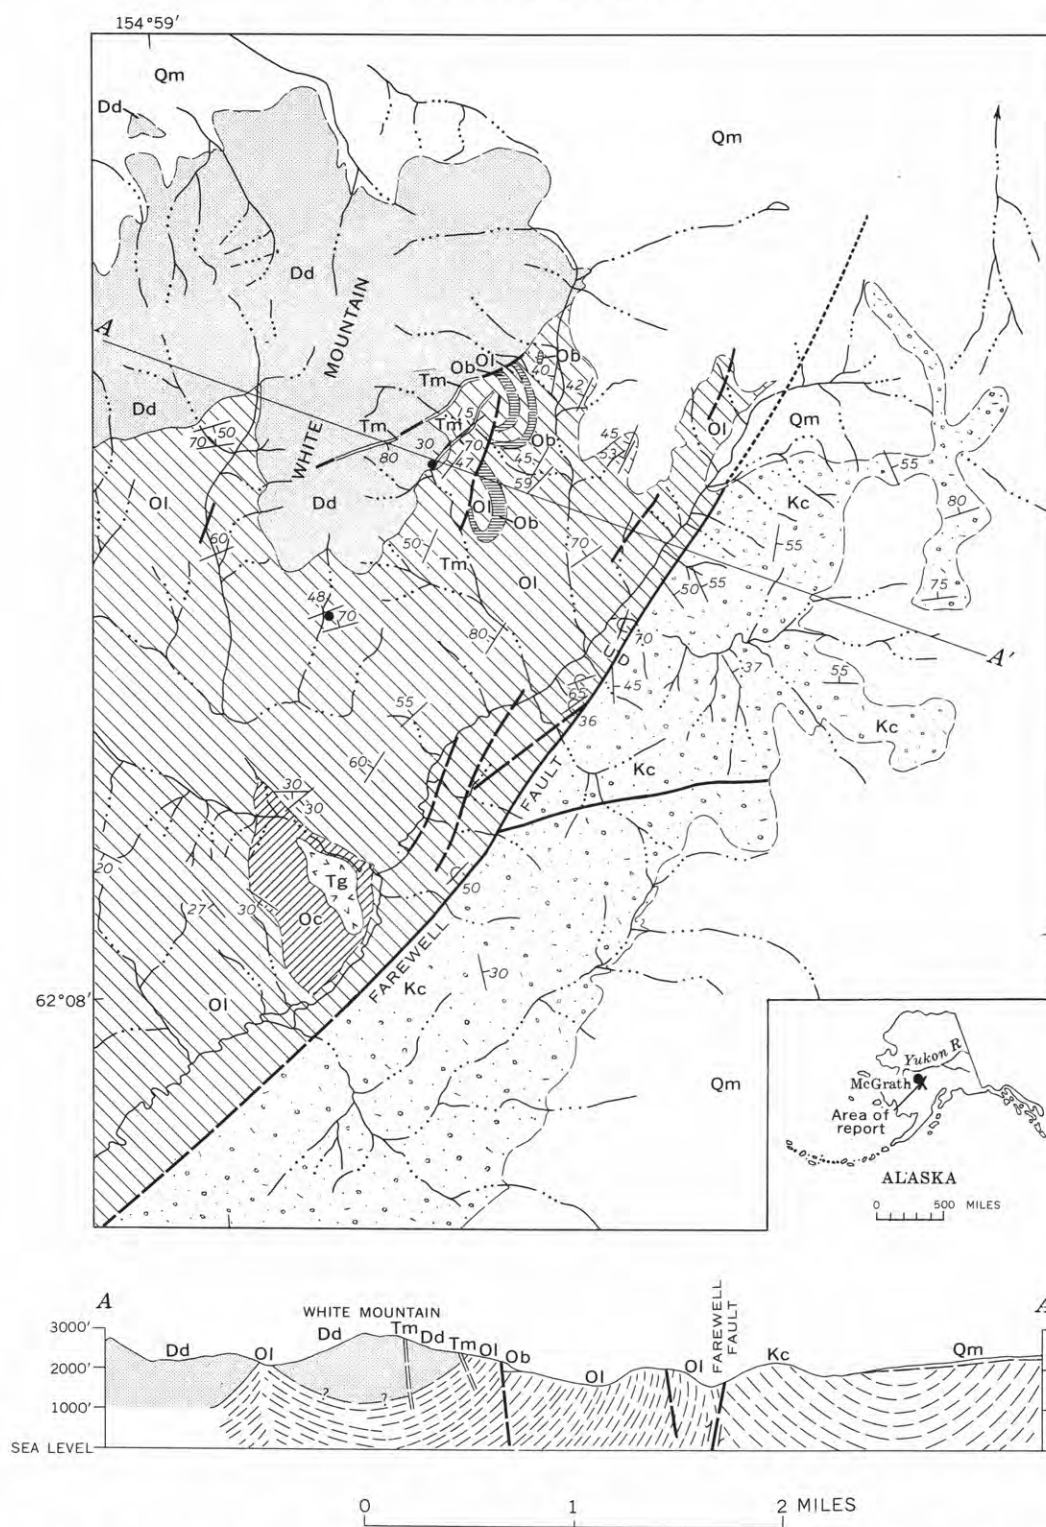 154°59′
Qm
Dd
Qm
Dd
WHITE MOUNTAIN
A
Dd
Ob
Ol
Ob
Tm
40
42
Tm
Tm
5
50
70
80
30
70
47
45
59
Ob
45
53
Ol
Qm
55
Kc
80
Ol
Dd
Ol
Ob
60
50
Tm
Ol
70
55
50
55
75
48
70
80
70
U D
A′
37
55
65
45
36
Kc
55
60
Kc
FAREWELL FAULT
30
30
Tg
20
27
30
Oc
50
Kc
30
62°08′
Ol
Qm
Yukon R
McGrath
X
Area of
report
ALASKA
0 500 MILES
A
WHITE MOUNTAIN
FAREWELL
FAULT
A
3000′
2000′
1000′
SEA LEVEL
Dd
Ol
Dd
Tm
Dd
Tm
Ol
Ob
Ol
Ol
Kc
Qm
? ?
0 1 2 MILES